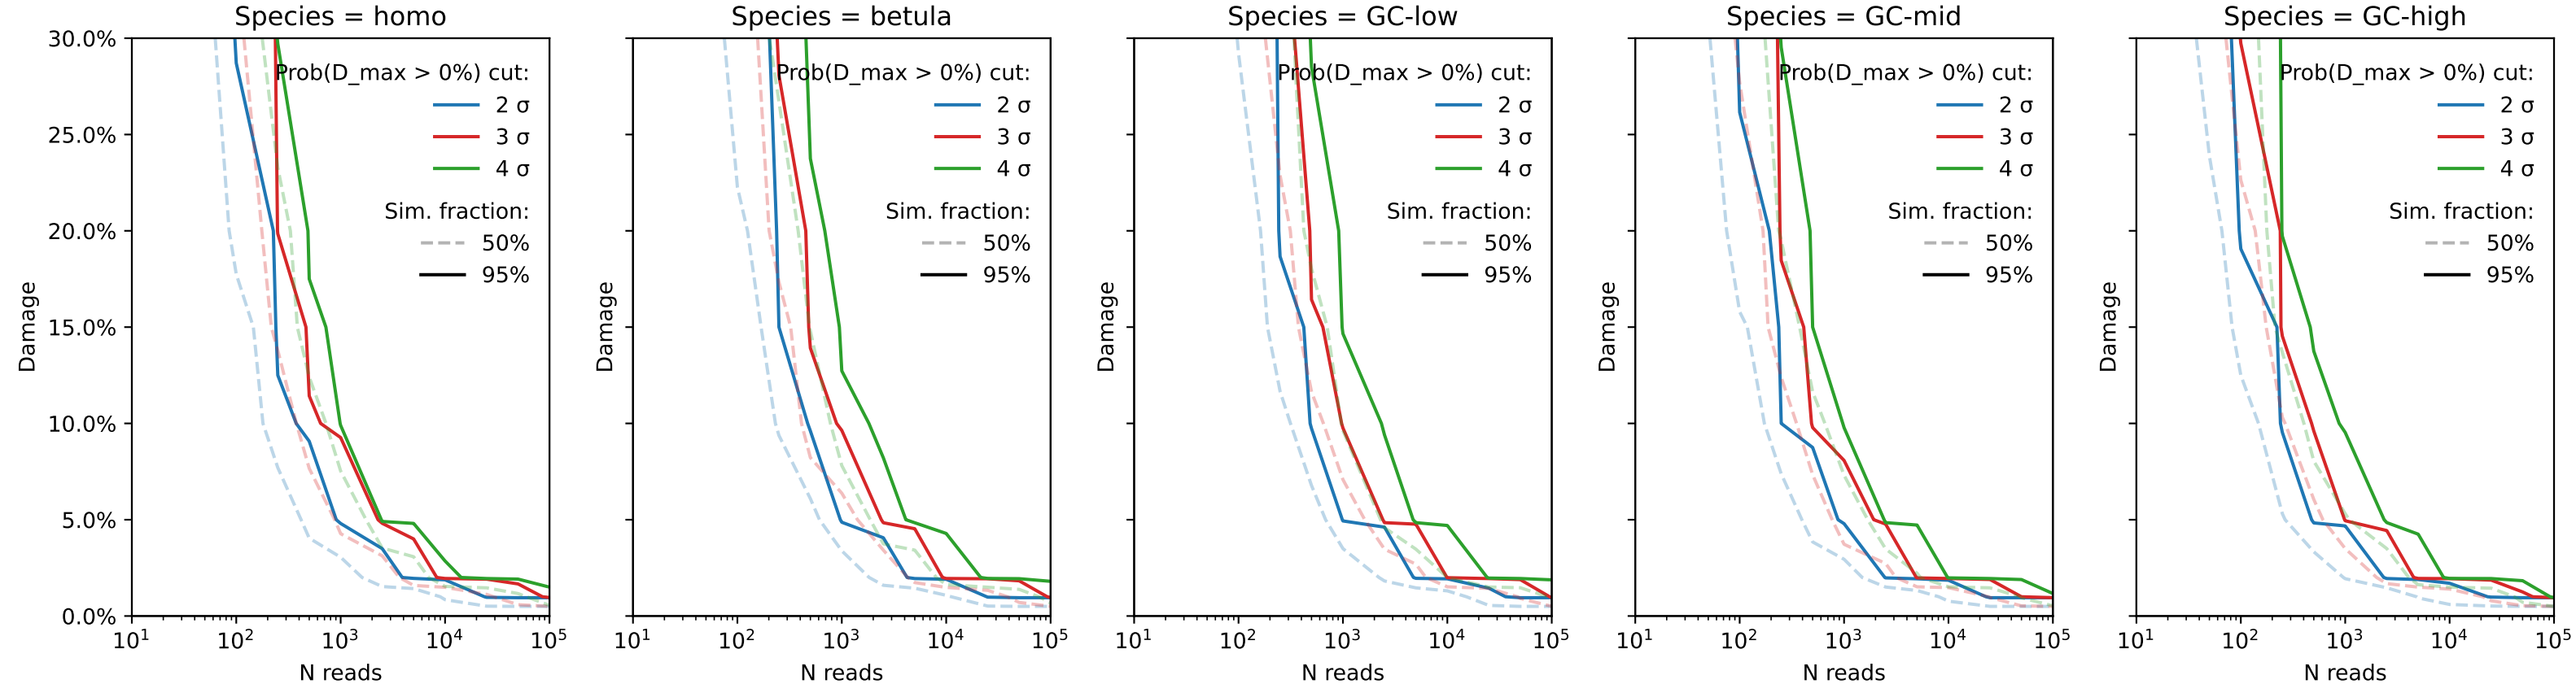 Species = homo
30.0%
25.0%
20.0%
15.0%
10.0%
5.0%
0.0%
Damage
Prob(D_max > 0%) cut:
2 σ
3 σ
4 σ
Sim. fraction:
50%
95%
10¹ 10² 10³ 10⁴ 10⁵
N reads
Species = betula
Damage
Prob(D_max > 0%) cut:
2 σ
3 σ
4 σ
Sim. fraction:
50%
95%
10¹ 10² 10³ 10⁴ 10⁵
N reads
Species = GC-low
Damage
Prob(D_max > 0%) cut:
2 σ
3 σ
4 σ
Sim. fraction:
50%
95%
10¹ 10² 10³ 10⁴ 10⁵
N reads
Species = GC-mid
Damage
Prob(D_max > 0%) cut:
2 σ
3 σ
4 σ
Sim. fraction:
50%
95%
10¹ 10² 10³ 10⁴ 10⁵
N reads
Species = GC-high
Damage
Prob(D_max > 0%) cut:
2 σ
3 σ
4 σ
Sim. fraction:
50%
95%
10¹ 10² 10³ 10⁴ 10⁵
N reads